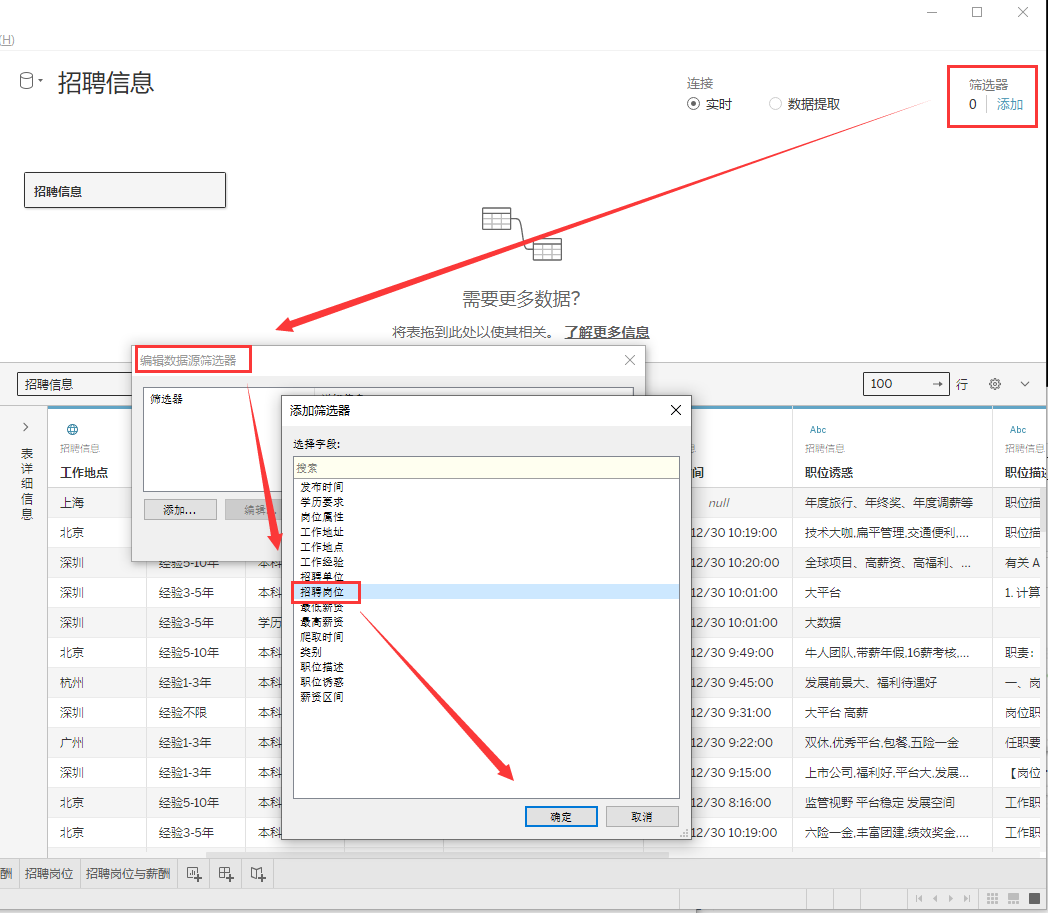 (H)
招聘信息
连接
实时
数据提取
筛选器
0
添加
招聘信息
需要更多数据?
将表拖到此处以使其相关。 了解更多信息
编辑数据源筛选器
招聘信息
100
行
筛选器
添加...
编辑...
添加筛选器
选择字段:
搜索
发布时间
学历要求
岗位属性
工作地址
工作地点
工作经验
招聘单位
招聘岗位
最低薪资
最高薪资
爬取时间
类别
职位描述
职位诱惑
薪资区间
确定
取消
表详细信息
Abc
Abc
招聘信息
招聘信息
招聘信息
工作地点
间
职位诱惑
职位描述
上海 null 年度旅行、年终奖、年度调薪等 职位描
北京 12/30 10:19:00 技术大咖,扁平管理,交通便利,... 职位描
深圳 经验5-10年 本科 12/30 10:20:00 全球项目、高薪资、高福利、... 有关 A
深圳 经验3-5年 本科 12/30 10:01:00 大平台 1. 计算
深圳 经验3-5年 学历 12/30 10:01:00 大数据
北京 经验5-10年 本科 12/30 9:49:00 牛人团队,带薪年假,16薪考核,... 职责:
杭州 经验1-3年 本科 12/30 9:45:00 发展前景大、福利待遇好 一、岗
深圳 经验不限 本科 12/30 9:31:00 大平台 高薪 岗位职
广州 经验1-3年 本科 12/30 9:22:00 双休,优秀平台,包餐,五险一金 任职要
深圳 经验1-3年 本科 12/30 9:15:00 上市公司,福利好,平台大,发展... 【岗位
北京 经验5-10年 本科 12/30 8:16:00 监管视野 平台稳定 发展空间 工作职
北京 经验3-5年 本科 12/30 10:19:00 六险一金,丰富团建,绩效奖金,... 工作职
酬
招聘岗位
招聘岗位与薪酬